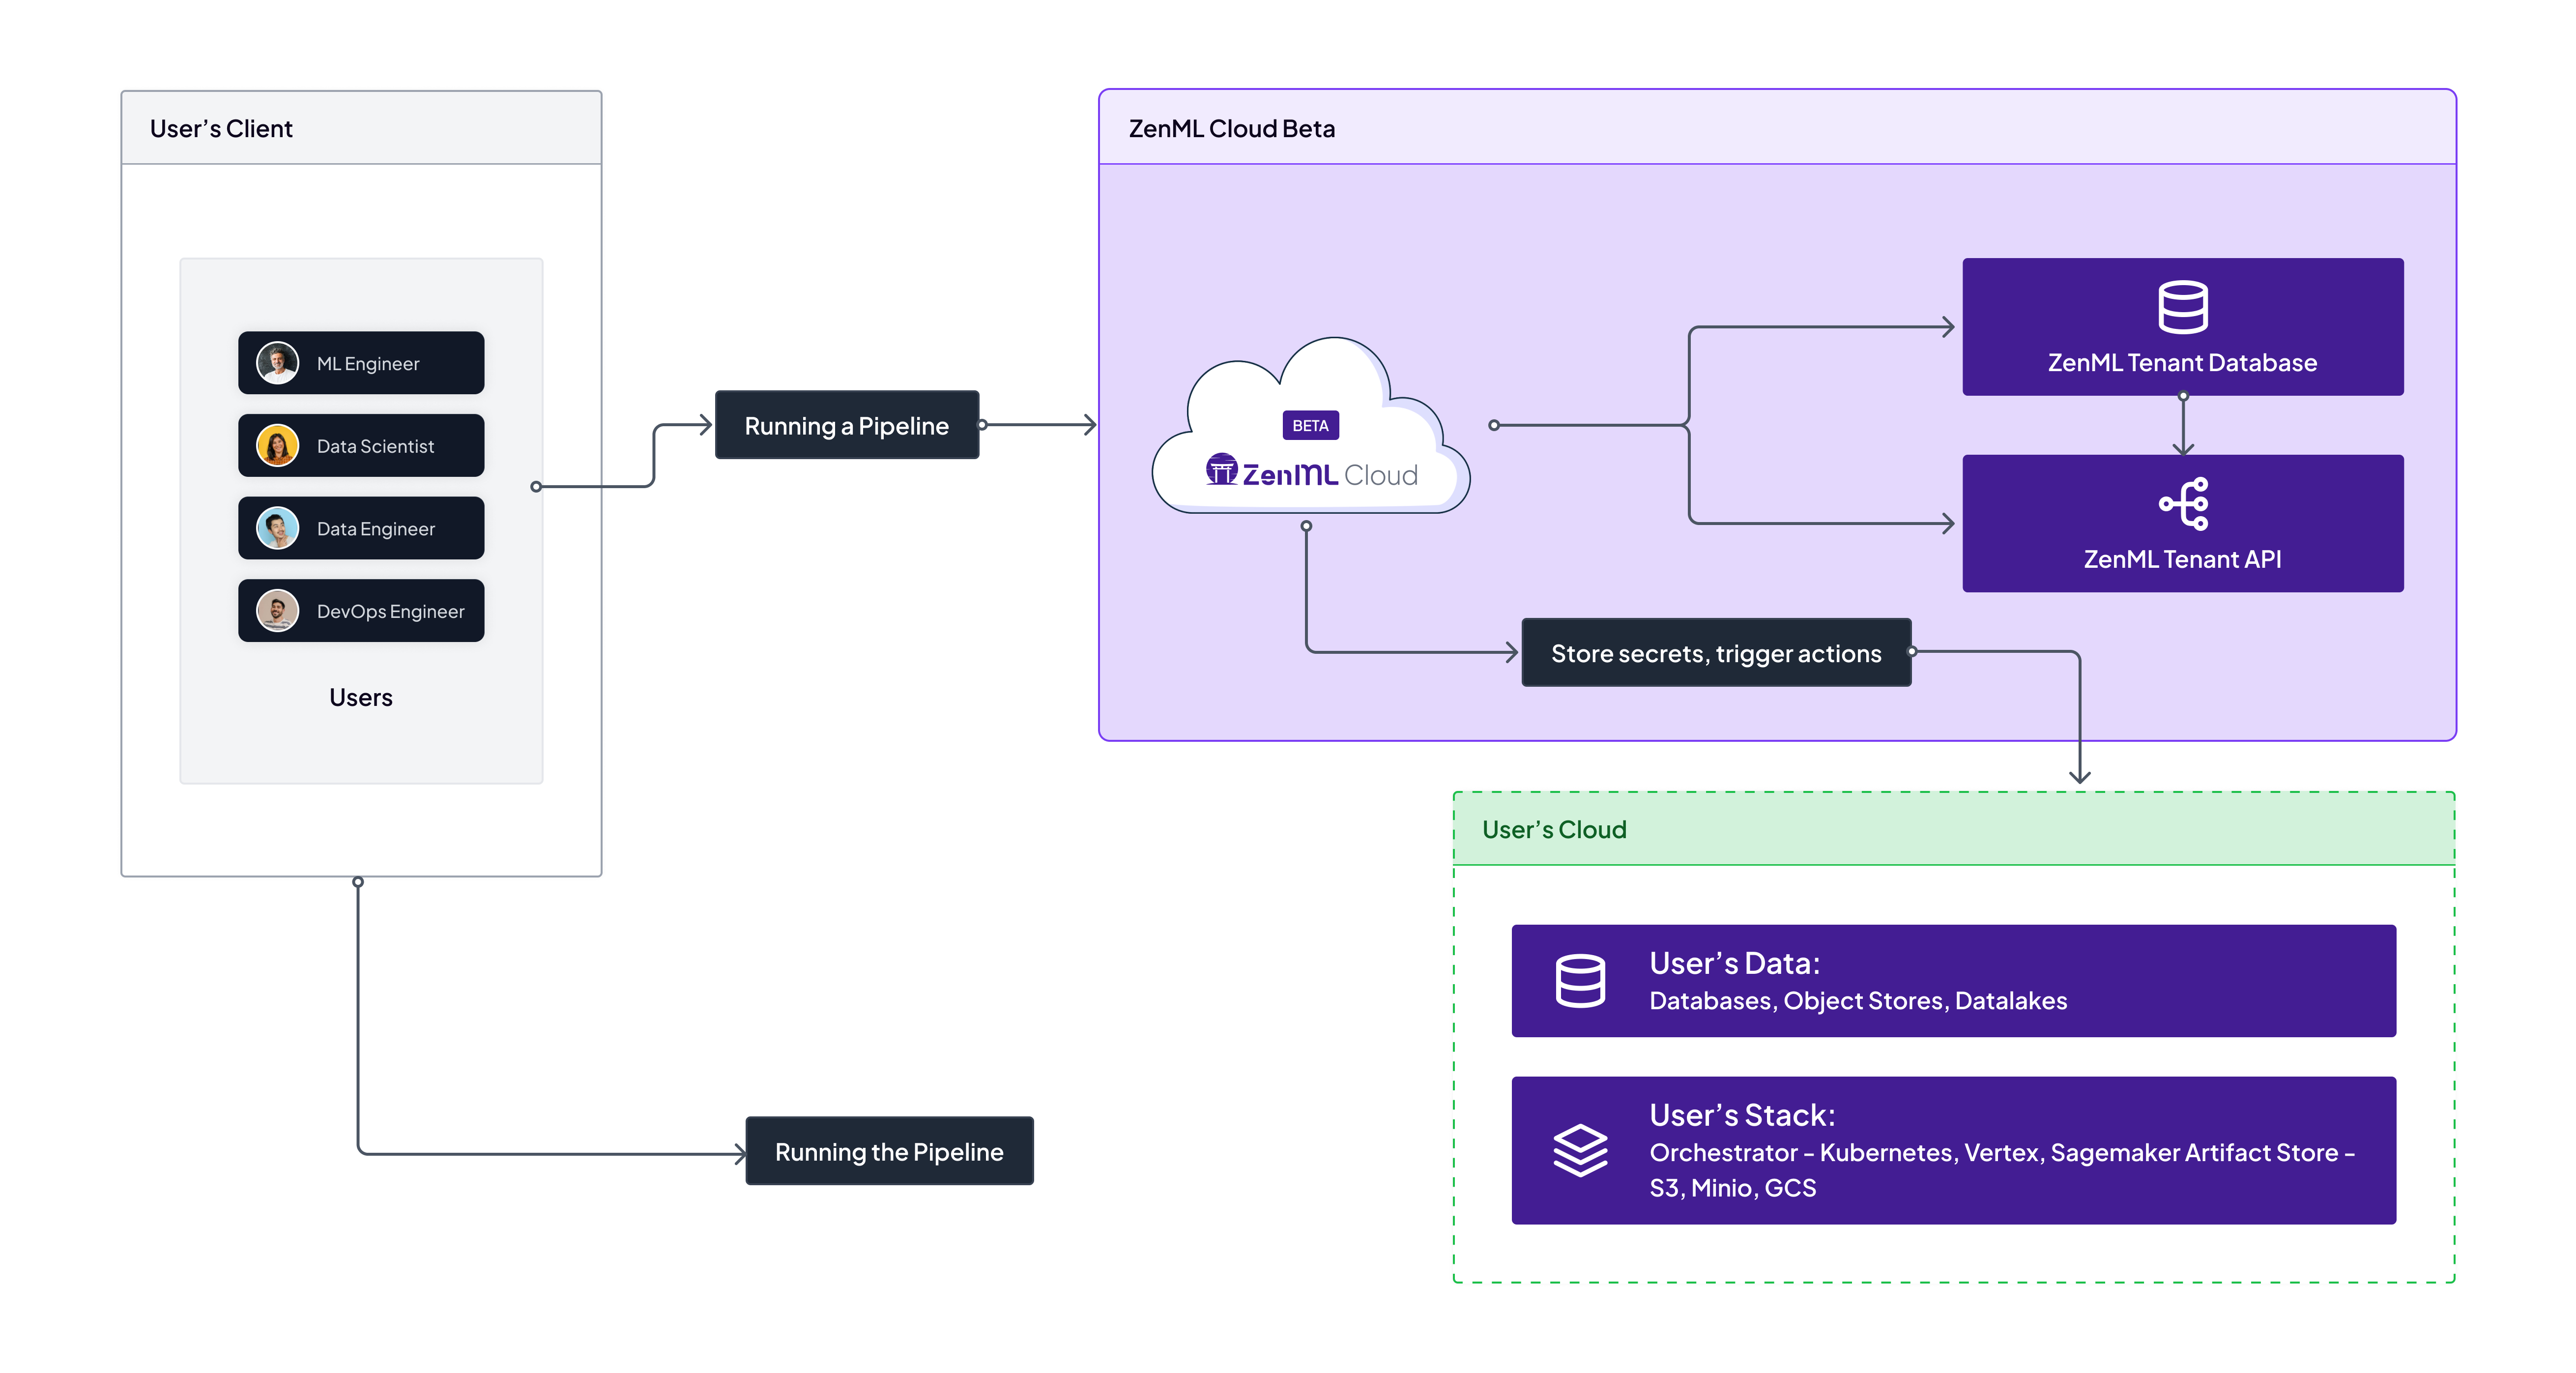 User’s Client
ML Engineer
Data Scientist
Data Engineer
DevOps Engineer
Users
Running a Pipeline
ZenML Cloud Beta
BETA
ZenML Cloud
ZenML Tenant Database
ZenML Tenant API
Store secrets, trigger actions
User’s Cloud
User’s Data:
Databases, Object Stores, Datalakes
User’s Stack:
Orchestrator – Kubernetes, Vertex, Sagemaker Artifact Store –
S3, Minio, GCS
Running the Pipeline